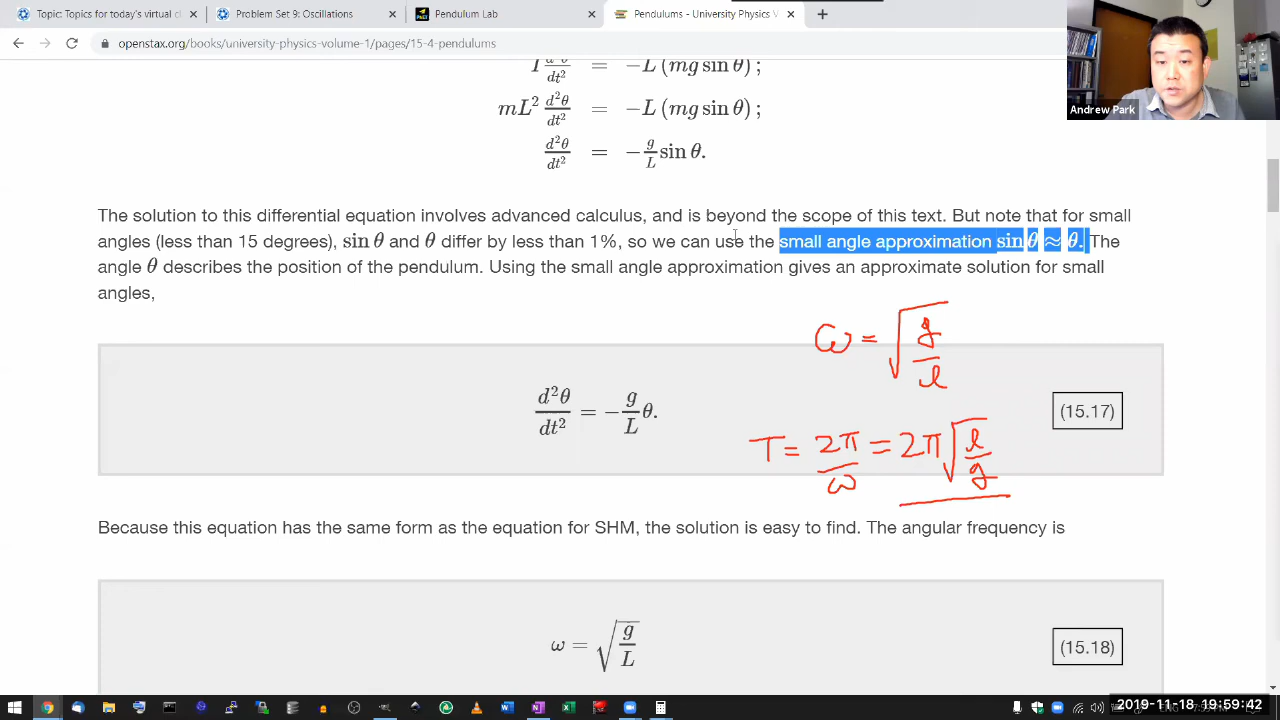 Topic: Tools for today's virtual cl
Problem Set 9: Oscillations
Pendulum Lab
Pendulums - University Physics V
openstax.org/books/university-physics-volume-1/pages/15-4-pendulums
Andrew Park
I d²θ/dt² = −L (mg sin θ) ;
mL² d²θ/dt² = −L (mg sin θ) ;
d²θ/dt² = −g/L sin θ.
The solution to this differential equation involves advanced calculus, and is beyond the scope of this text. But note that for small
angles (less than 15 degrees), sin θ and θ differ by less than 1%, so we can use the small angle approximation sin θ ≈ θ. The
angle θ describes the position of the pendulum. Using the small angle approximation gives an approximate solution for small
angles,
ω = √(g/l)
d²θ/dt² = −g/L θ.
(15.17)
T = 2π/ω = 2π√(l/g)
Because this equation has the same form as the equation for SHM, the solution is easy to find. The angular frequency is
ω = √(g/L)
(15.18)
2019-11-18 19:59:42